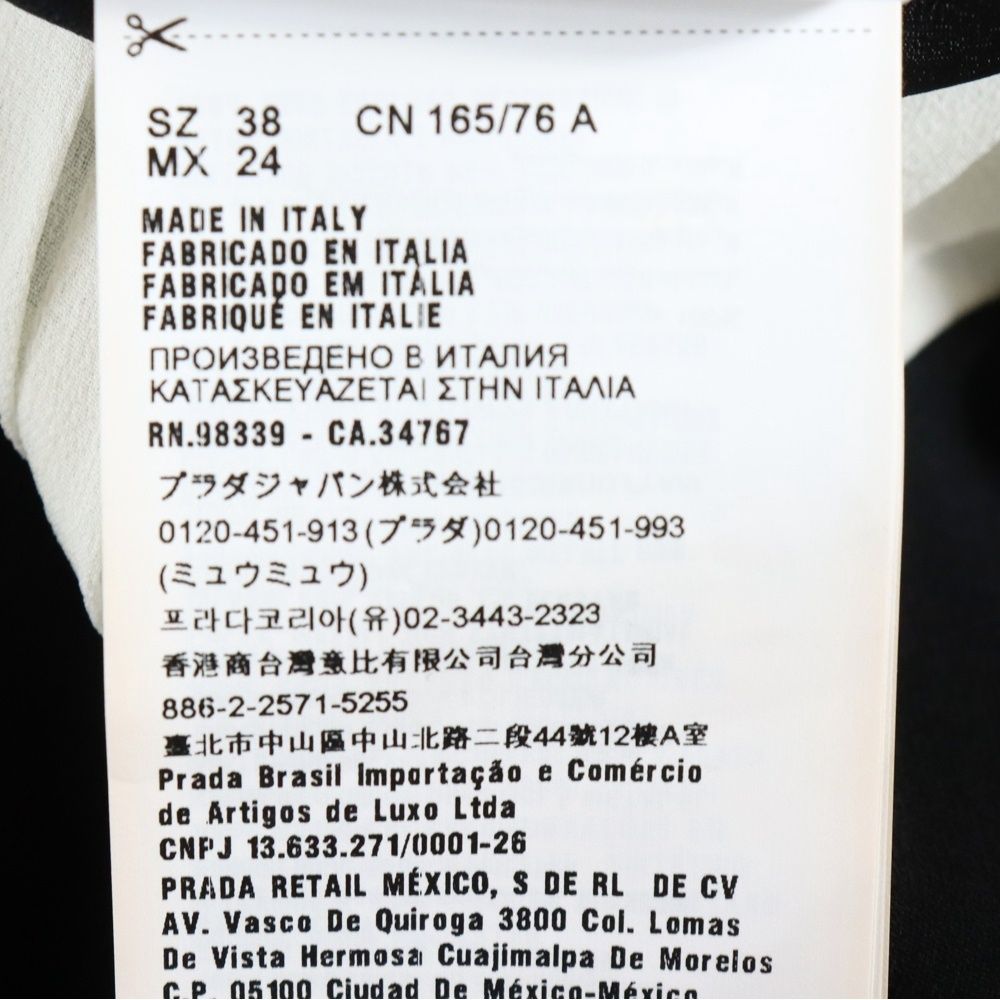 SZ 38 CN 165/76 A
MX 24
MADE IN ITALY
FABRICADO EN ITALIA
FABRICADO EM ITÀLIA
FABRIQUÉ EN ITALIE
ПРОИЗВЕДЕНО В ИТАЛИЯ
ΚΑΤΑΣΚΕΥΑΖΕΤΑΙ ΣΤΗΝ ΙΤΑΛΙΑ
RN.98339 - CA.34767
プラダジャパン株式会社
0120-451-913(プラダ)0120-451-993
(ミュウミュウ)
프라다코리아(유)02-3443-2323
香港商台灣意比有限公司台灣分公司
886-2-2571-5255
臺北市中山區中山北路二段44號12樓A室
Prada Brasil Importação e Comércio
de Artigos de Luxo Ltda
CNPJ 13.633.271/0001-26
PRADA RETAIL MÉXICO, S DE RL DE CV
AV. Vasco De Quiroga 3800 Col. Lomas
De Vista Hermosa Cuajimalpa De Morelos
C.P. 05100 Ciudad De México-México